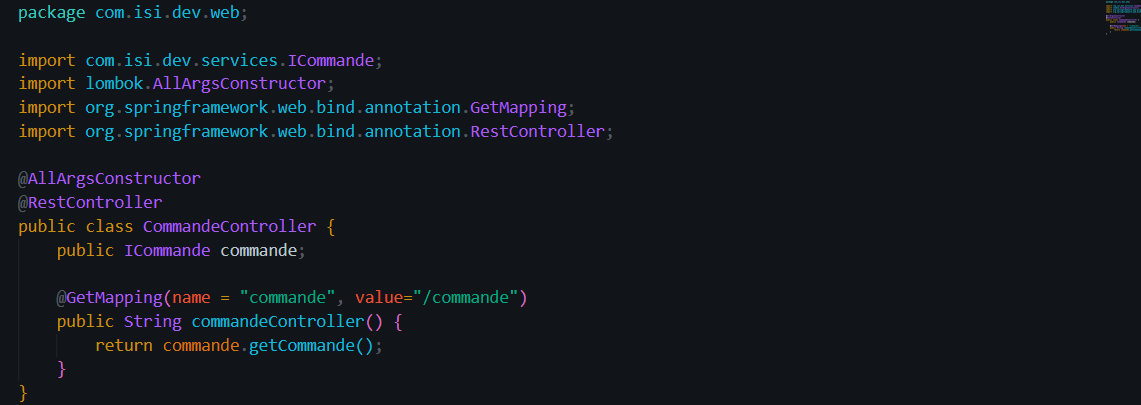 package com.isi.dev.web;
import com.isi.dev.services.ICommande;
import lombok.AllArgsConstructor;
import org.springframework.web.bind.annotation.GetMapping;
import org.springframework.web.bind.annotation.RestController;
@AllArgsConstructor
@RestController
public class CommandeController {
    public ICommande commande;
    @GetMapping(name = "commande", value="/commande")
    public String commandeController() {
        return commande.getCommande();
    }
}